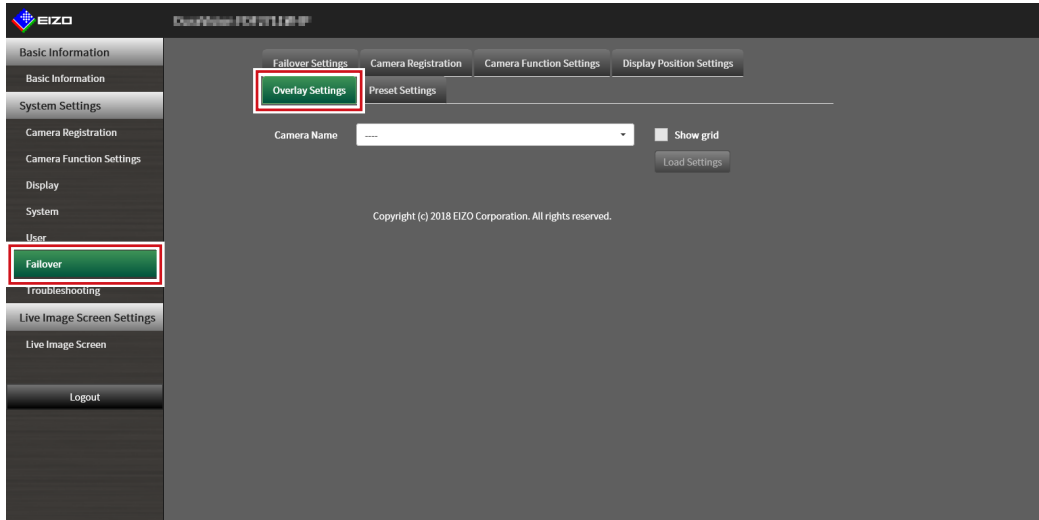 EIZO
Basic Information
Basic Information
System Settings
Camera Registration
Camera Function Settings
Display
System
User
Failover
Troubleshooting
Live Image Screen Settings
Live Image Screen
Logout
Failover Settings Camera Registration Camera Function Settings Display Position Settings
Overlay Settings Preset Settings
Camera Name ---- Show grid
Load Settings
Copyright (c) 2018 EIZO Corporation. All rights reserved.